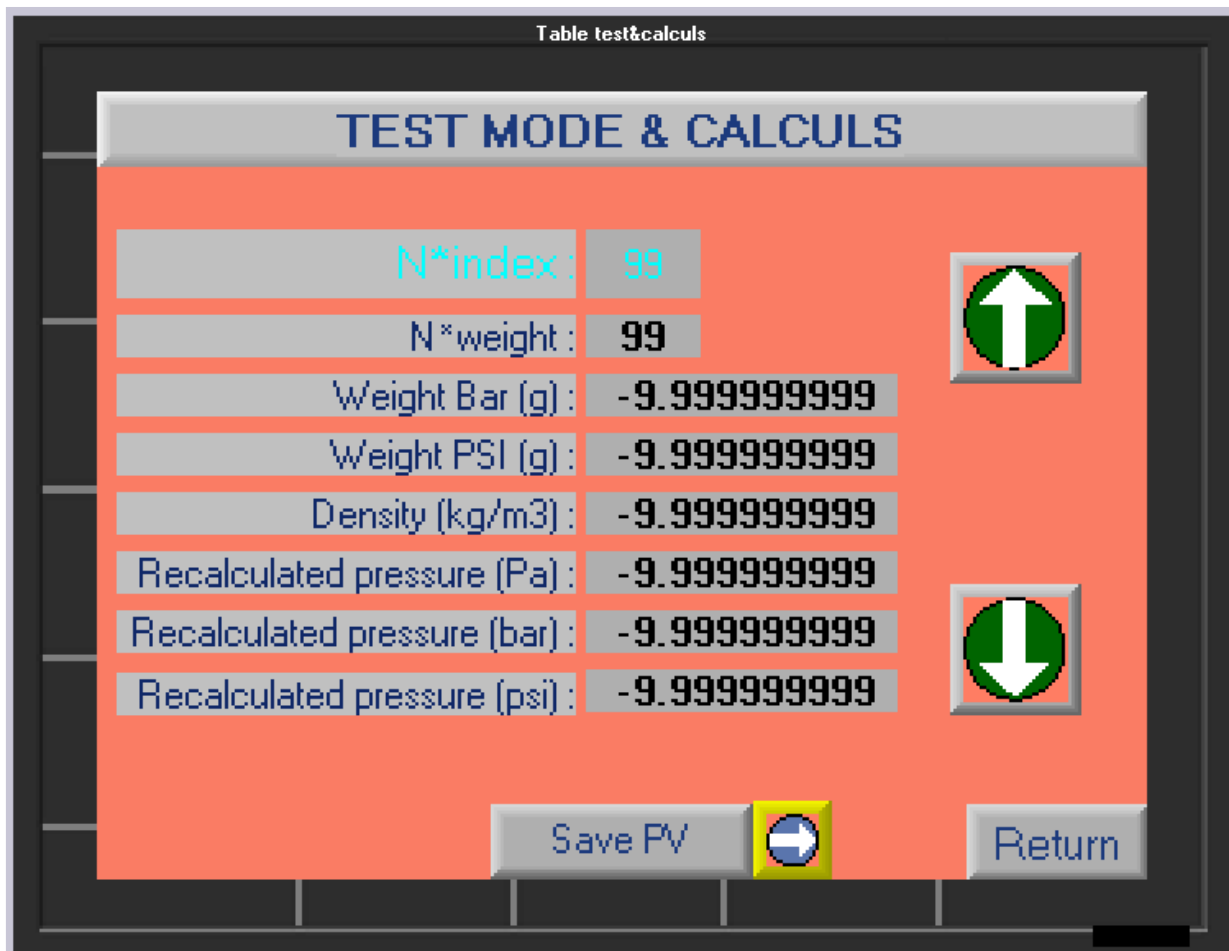 Table test&calculs
TEST MODE & CALCULS
N*index : 99
N*weight : 99
Weight Bar (g) : -9.999999999
Weight PSI (g) : -9.999999999
Density (kg/m3) : -9.999999999
Recalculated pressure (Pa) : -9.999999999
Recalculated pressure (bar) : -9.999999999
Recalculated pressure (psi) : -9.999999999
Save PV
Return